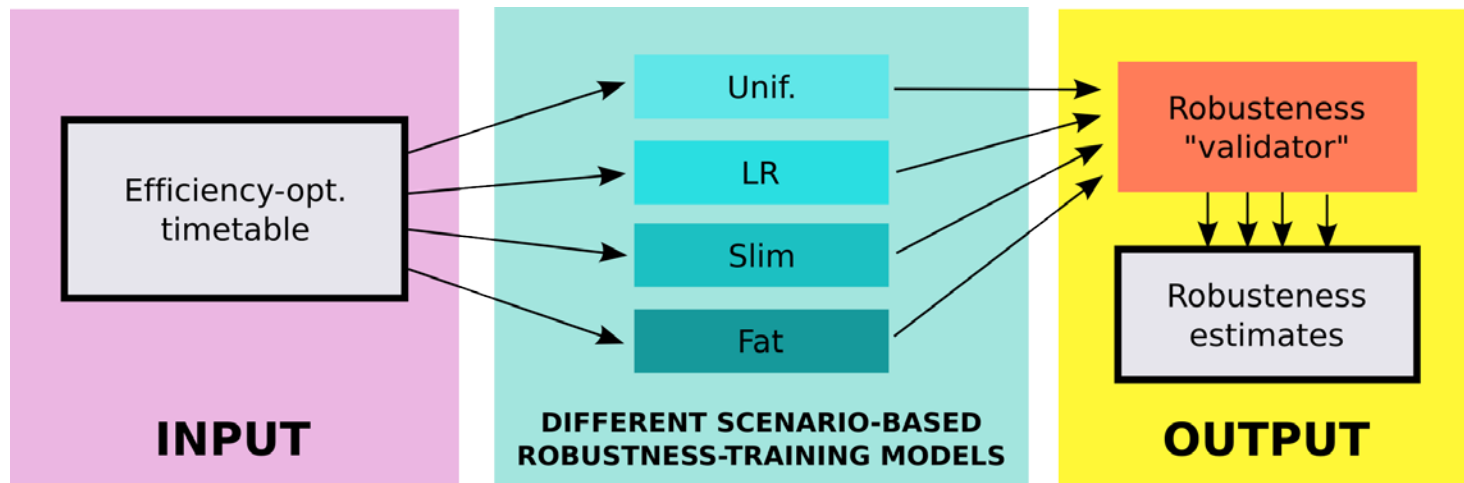 Efficiency-opt.
timetable
INPUT
Unif.
LR
Slim
Fat
DIFFERENT SCENARIO-BASED
ROBUSTNESS-TRAINING MODELS
Robusteness
"validator"
Robusteness
estimates
OUTPUT